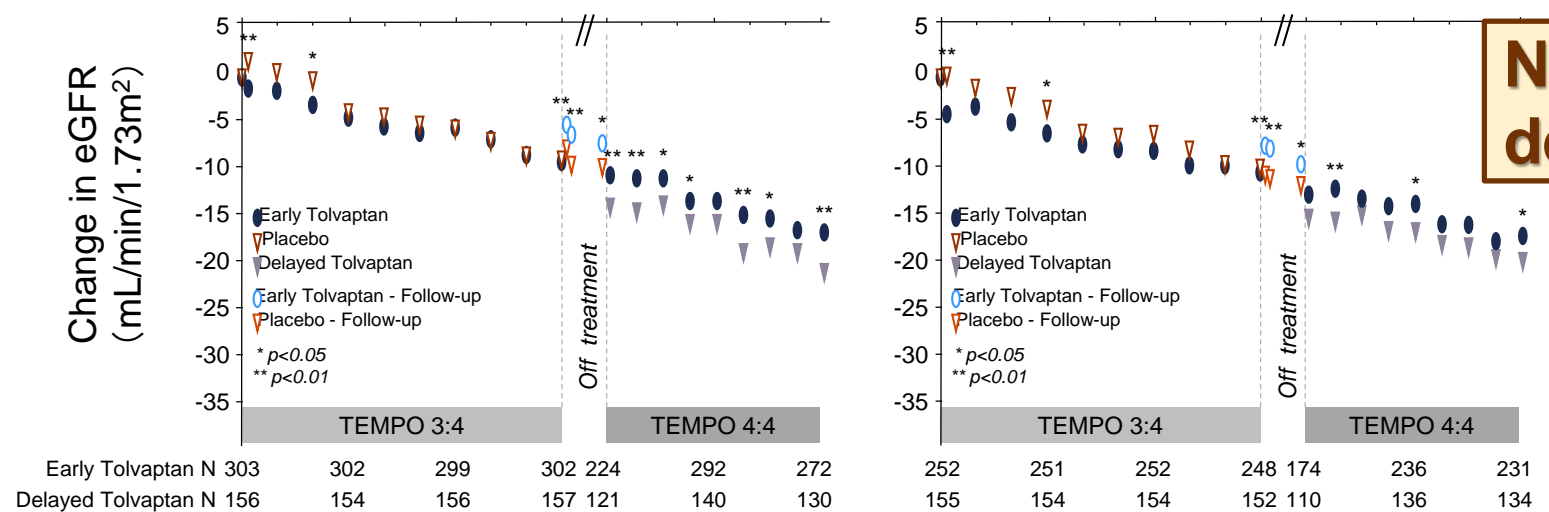 Change in eGFR
(mL/min/1.73m²)
5
0
-5
-10
-15
-20
-25
-30
-35
**
*
**
**
*
**
**
*
*
**
*
**
Early Tolvaptan
Placebo
Delayed Tolvaptan
Early Tolvaptan - Follow-up
Placebo - Follow-up
* p<0.05
** p<0.01
Off treatment
TEMPO 3:4
TEMPO 4:4
5
0
-5
-10
-15
-20
-25
-30
-35
**
*
**
**
*
**
*
*
Early Tolvaptan
Placebo
Delayed Tolvaptan
Early Tolvaptan - Follow-up
Placebo - Follow-up
* p<0.05
** p<0.01
Off treatment
TEMPO 3:4
TEMPO 4:4
Early Tolvaptan N 303 302 299 302 224 292 272 252 251 252 248 174 236 231
Delayed Tolvaptan N 156 154 156 157 121 140 130 155 154 154 152 110 136 134